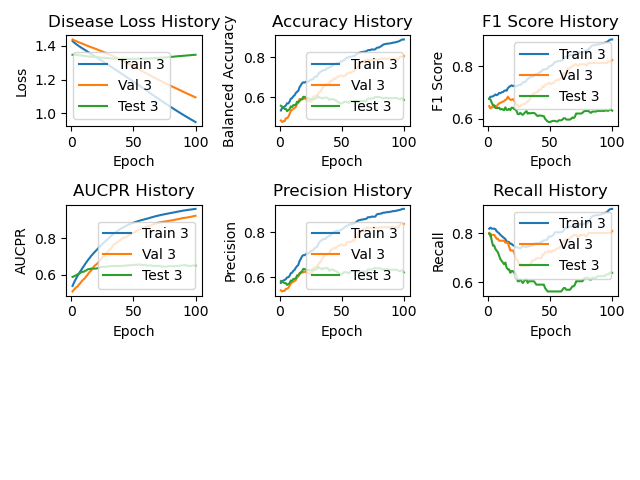 Disease Loss History
Loss
1.4
1.2
1.0
Train 3
Val 3
Test 3
0
50
100
Epoch
Accuracy History
Balanced Accuracy
0.8
0.6
Train 3
Val 3
Test 3
0
50
100
Epoch
F1 Score History
F1 Score
0.8
0.6
Train 3
Val 3
Test 3
0
50
100
Epoch
AUCPR History
AUCPR
0.8
0.6
Train 3
Val 3
Test 3
0
50
100
Epoch
Precision History
Precision
0.8
0.6
Train 3
Val 3
Test 3
0
50
100
Epoch
Recall History
Recall
0.8
0.6
Train 3
Val 3
Test 3
0
50
100
Epoch